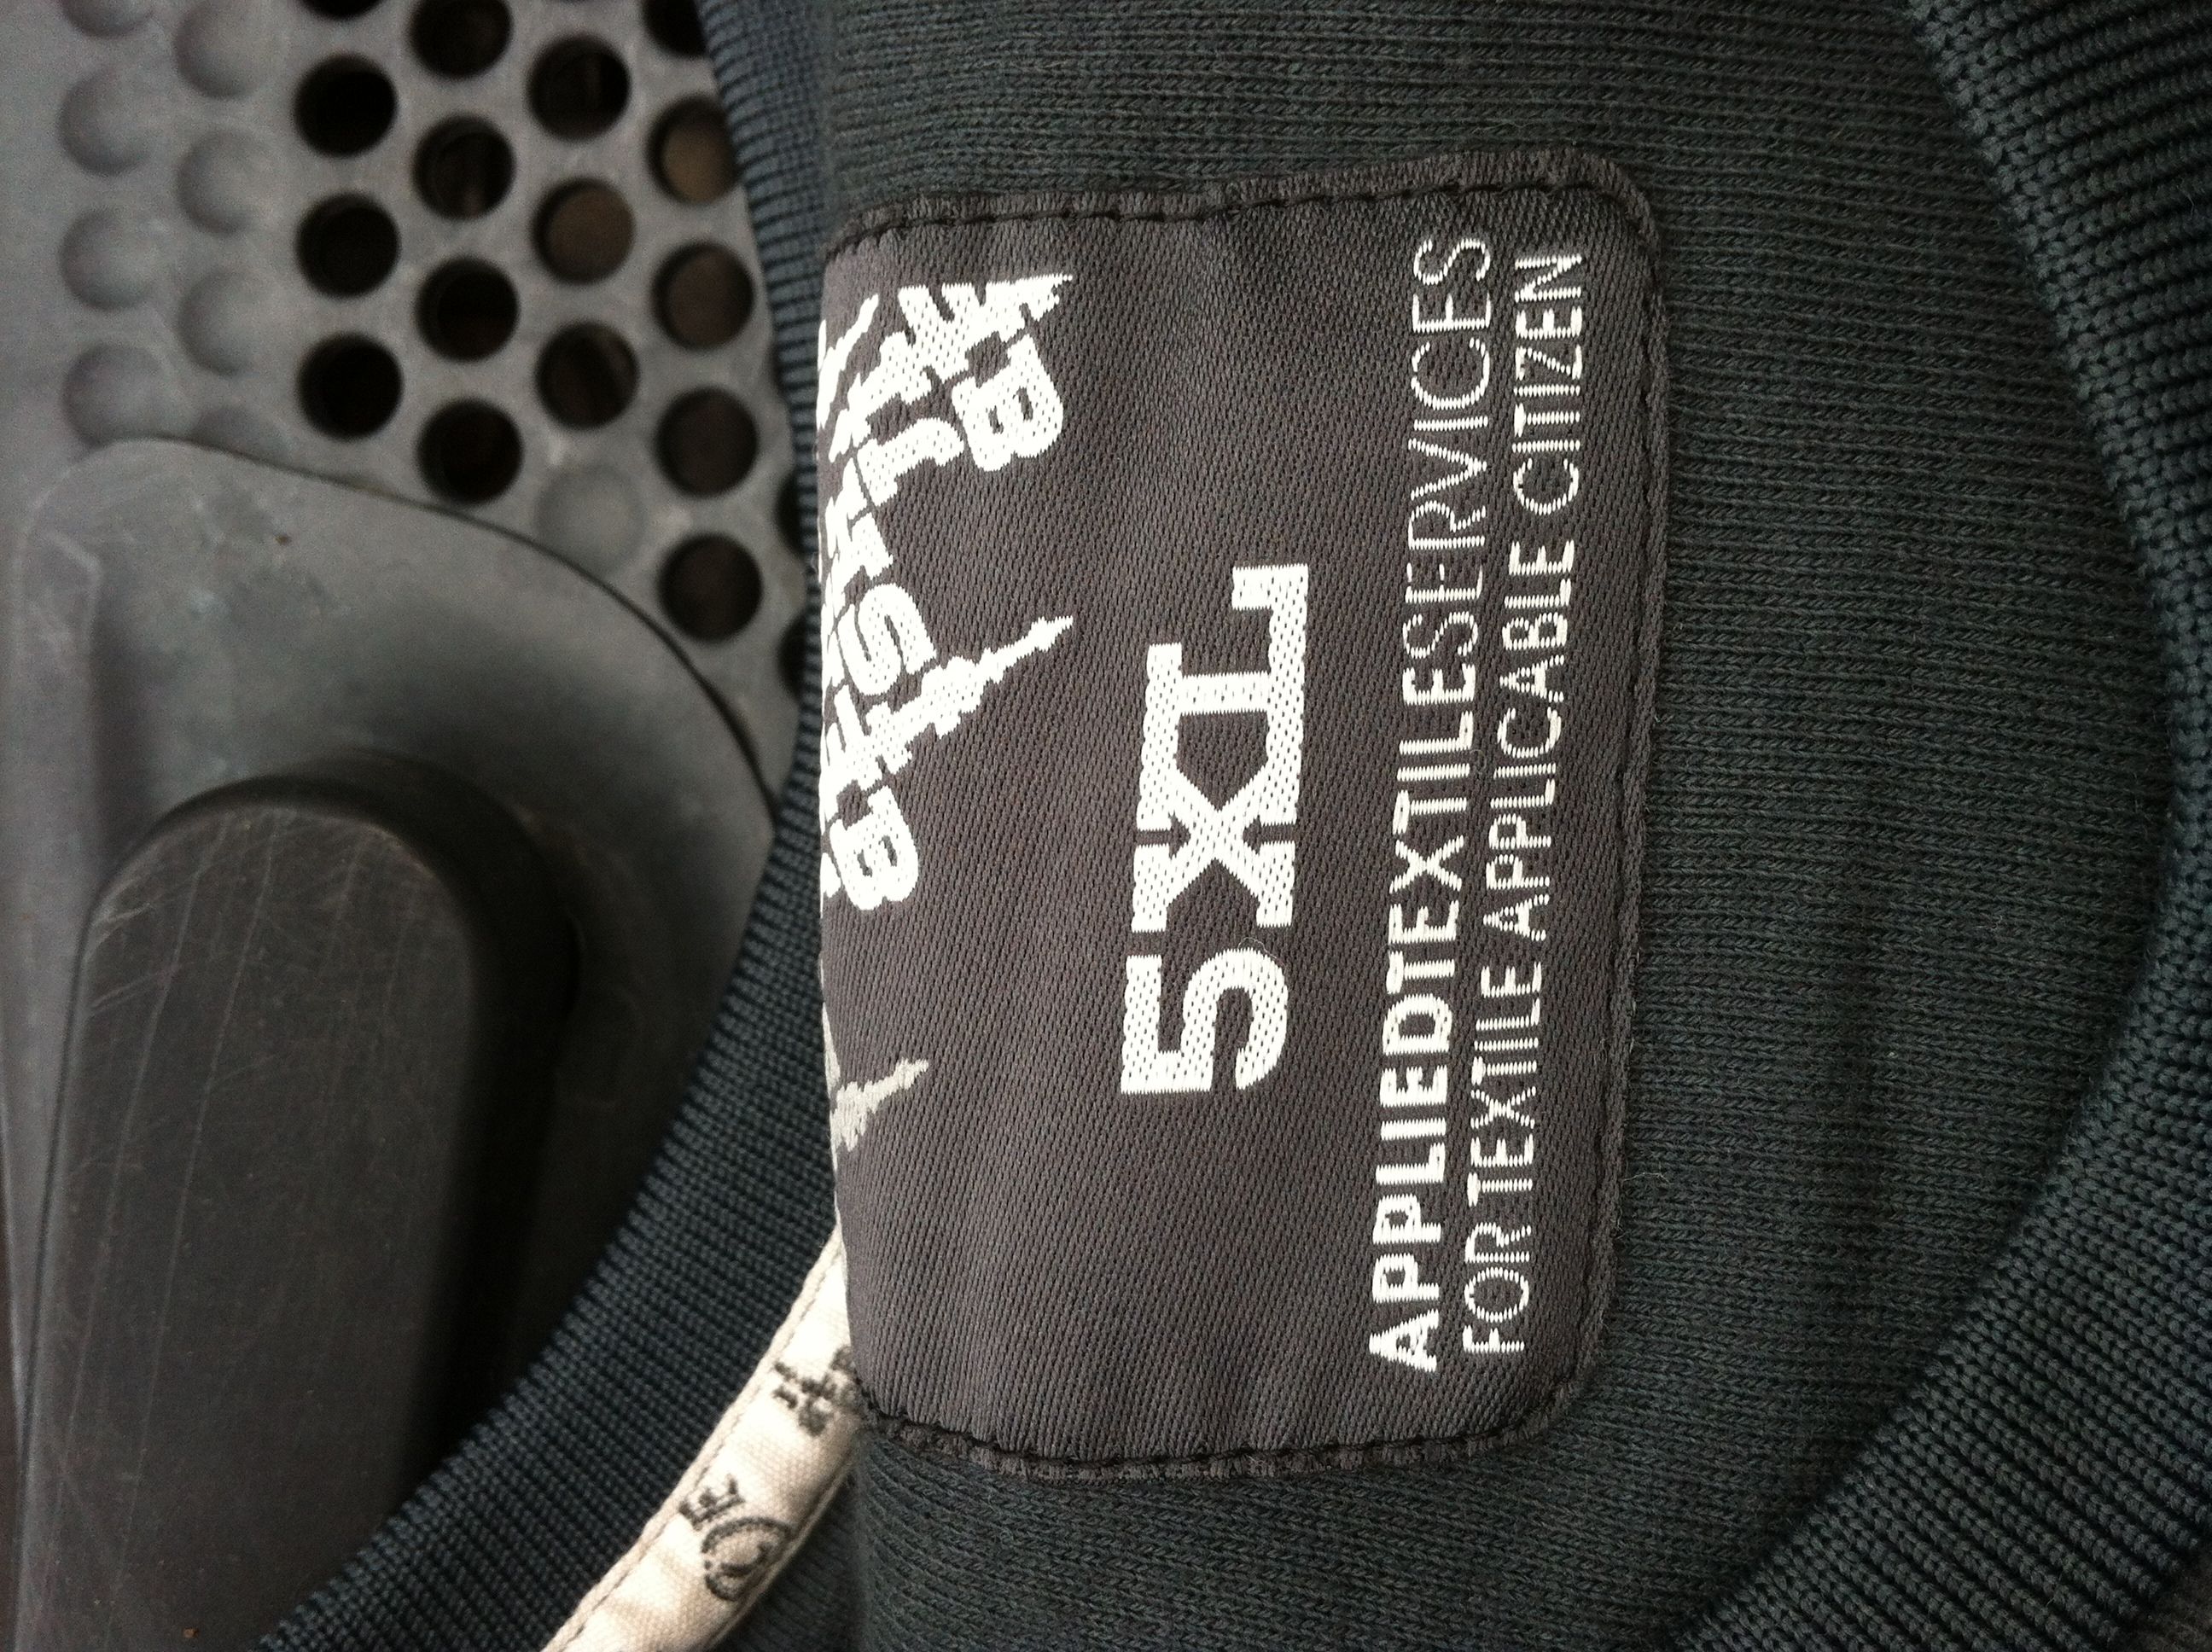 5XL
APPLIEDTEXTILESERVICES
FOR TEXTILE APPLICABLE CITIZEN